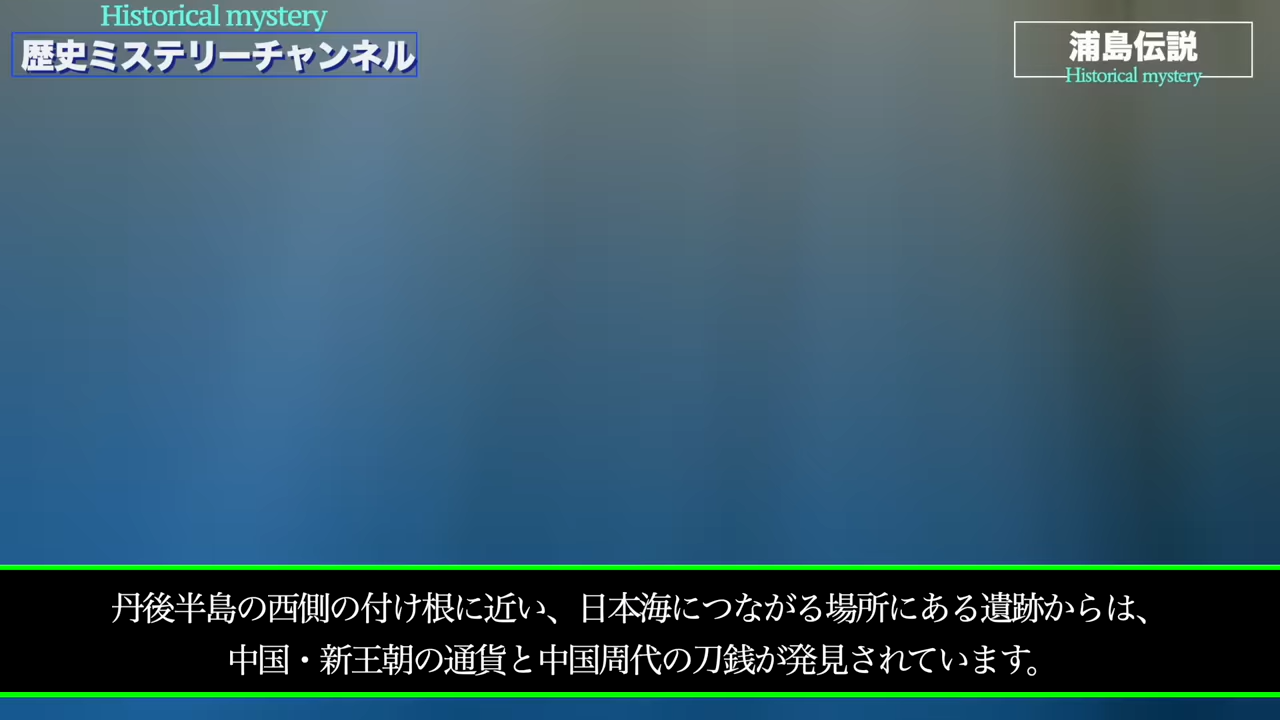 Historical mystery
歴史ミステリーチャンネル
浦島伝説
Historical mystery
丹後半島の西側の付け根に近い、日本海につながる場所にある遺跡からは、
中国・新王朝の通貨と中国周代の刀銭が発見されています。